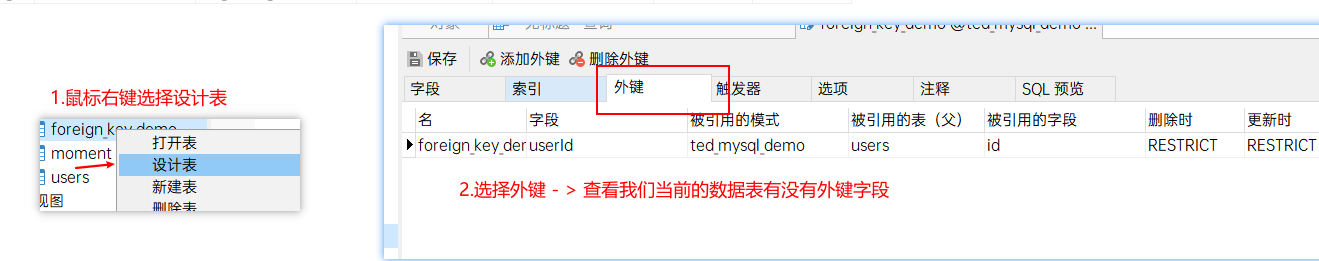 1.鼠标右键选择设计表
foreign_key_demo
moment
users
视图
打开表
设计表
新建表
删除表
对象
无标题 - 查询
foreign_key_demo @ted_mysql_demo ...
保存 添加外键 删除外键
字段 索引 外键 触发器 选项 注释 SQL 预览
名 字段 被引用的模式 被引用的表（父） 被引用的字段 删除时 更新时
foreign_key_der userId ted_mysql_demo users id RESTRICT RESTRICT
2.选择外键 - > 查看我们当前的数据表有没有外键字段